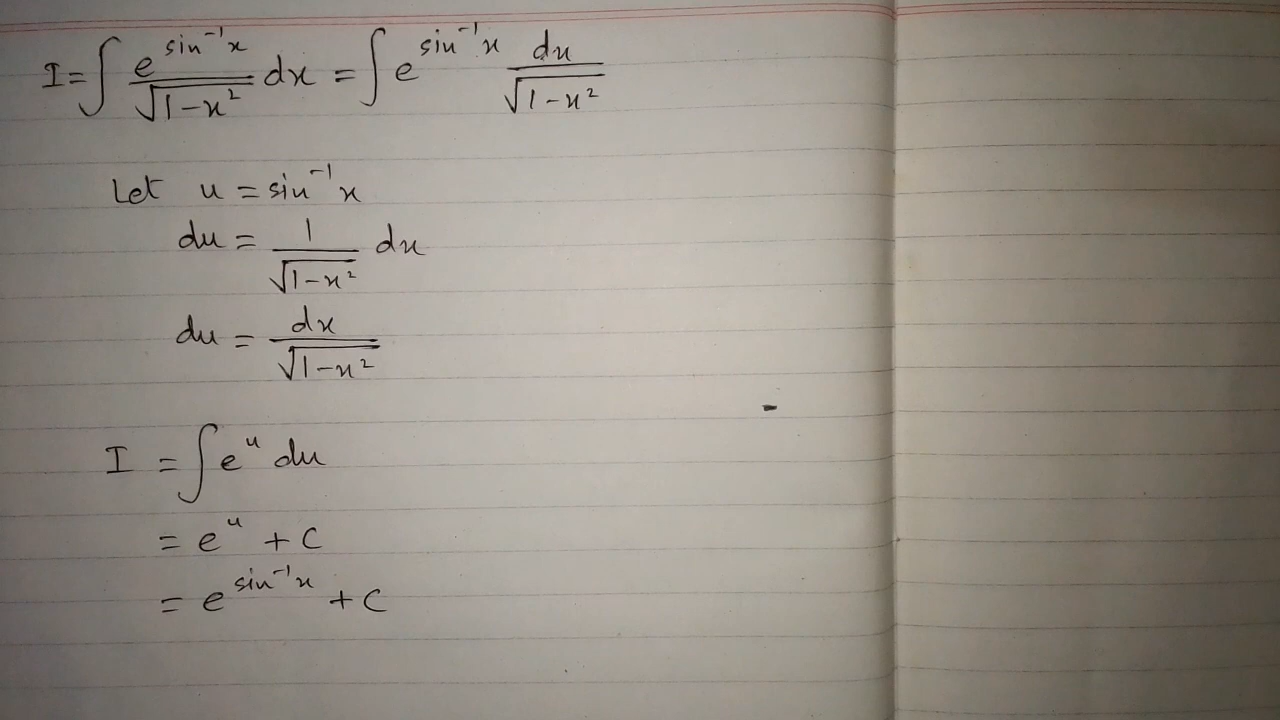 I = ∫ e^(sin⁻¹x) / √(1-x²) dx = ∫ e^(sin⁻¹x) dx / √(1-x²)
Let u = sin⁻¹x
du = 1 / √(1-x²) dx
du = dx / √(1-x²)
I = ∫ e^u du
= e^u + c
= e^(sin⁻¹x) + c